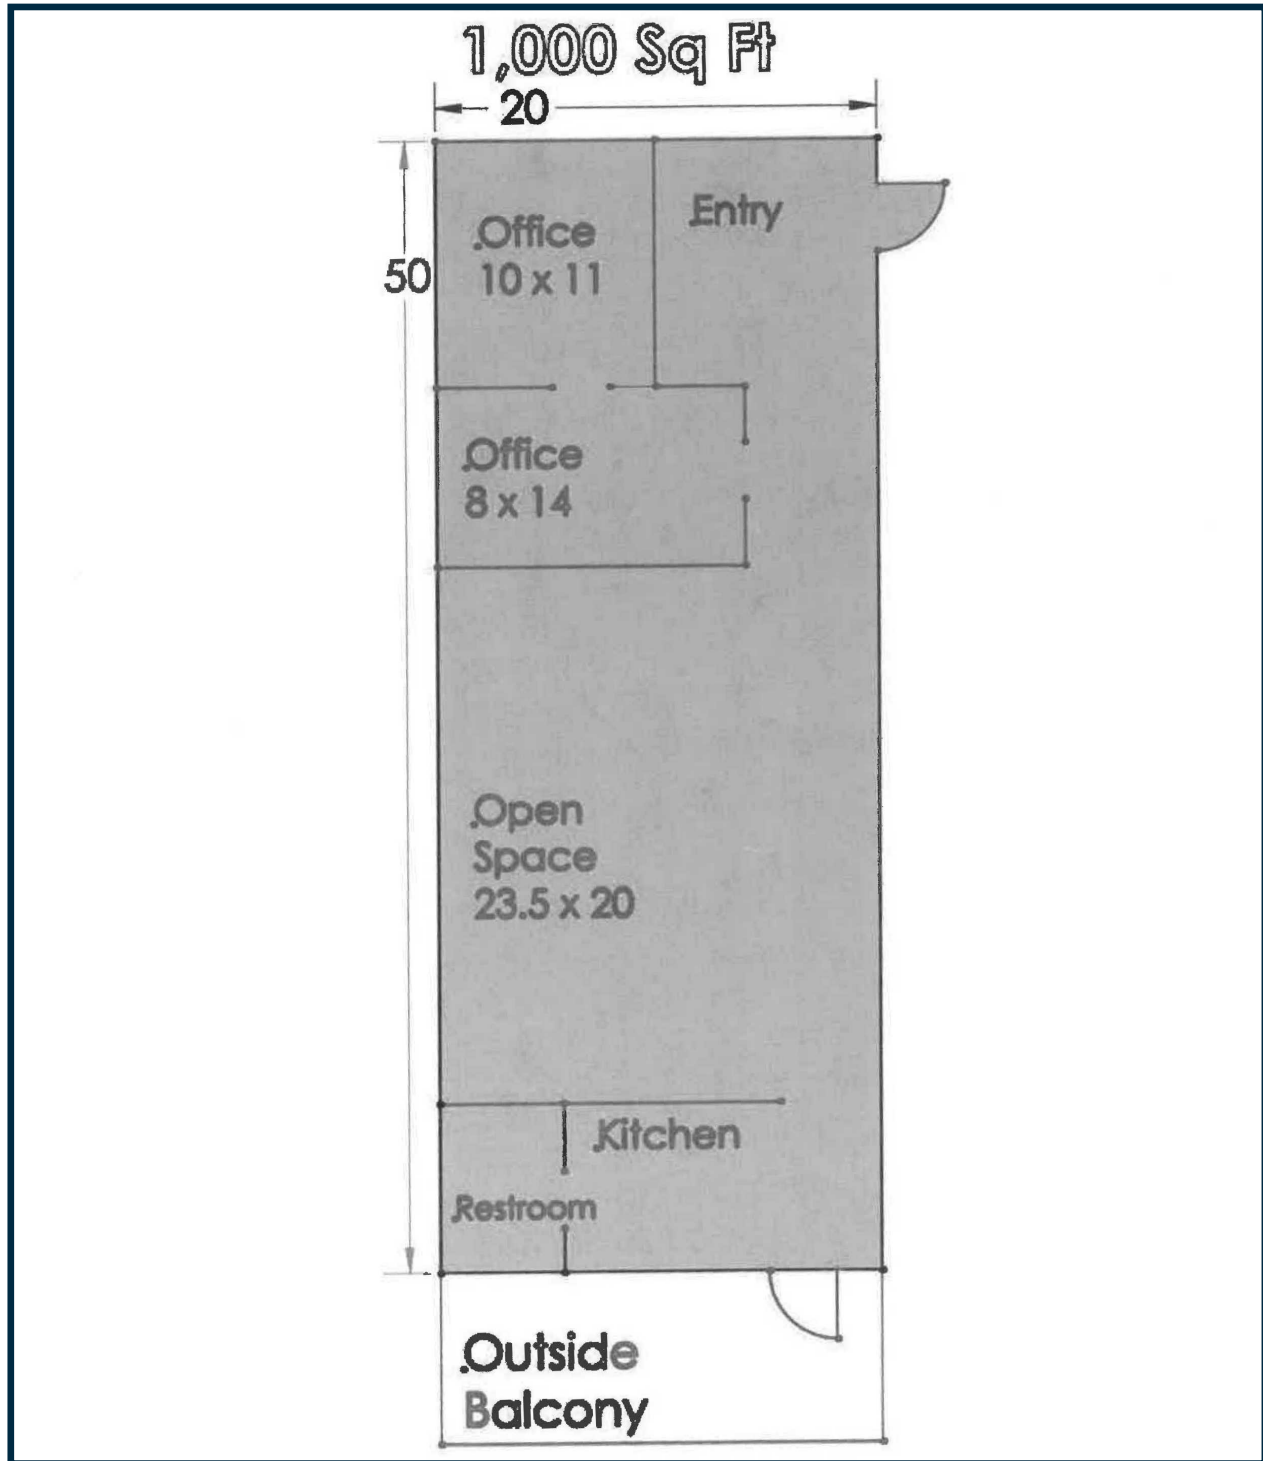 1,000 Sq Ft
20
50
Entry
Office
10 x 11
Office
8 x 14
Open
Space
23.5 x 20
Kitchen
Restroom
Outside
Balcony